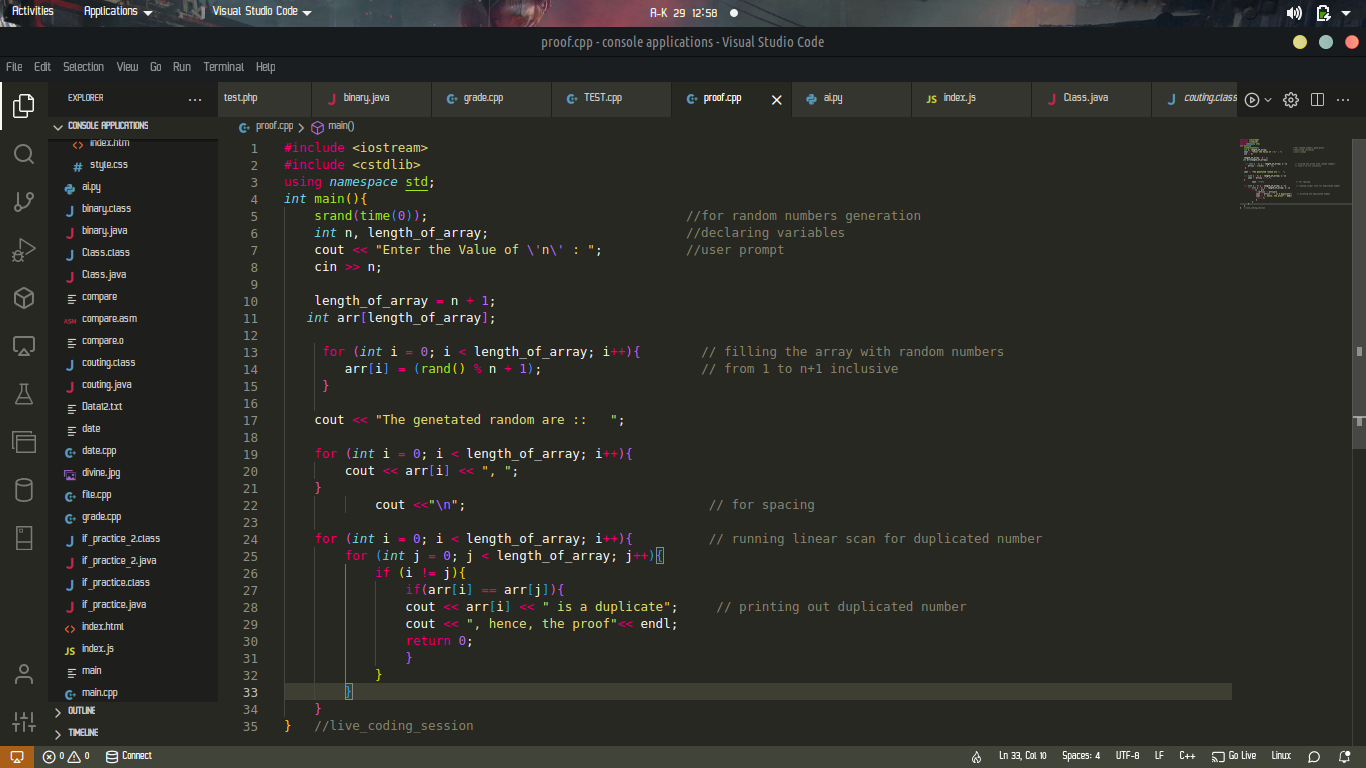 Activities Applications Visual Studio Code А-К 29 12:58
proof.cpp - console applications - Visual Studio Code
File Edit Selection View Go Run Terminal Help
EXPLORER ...
test.php binary.java grade.cpp TEST.cpp proof.cpp ai.py JS index.js Class.java couting.class
CONSOLE APPLICATIONS
prof.cpp > main()
index.htm
style.css
ai.py
binary.class
binary.java
Class.class
Class.java
compare
ASM compare.asm
compare.o
couting.class
couting.java
Data12.txt
date
date.cpp
divine.jpg
file.cpp
grade.cpp
if_practice_2.class
if_practice_2.java
if_practice.class
if_practice.java
index.html
JS index.js
main
main.cpp
OUTLINE
TIMELINE
1 #include <iostream>
2 #include <cstdlib>
3 using namespace std;
4 int main(){
5 srand(time(0)); //for random numbers generation
6 int n, length_of_array; //declaring variables
7 cout << "Enter the Value of \'n\' : "; //user prompt
8 cin >> n;
9
10 length_of_array = n + 1;
11 int arr[length_of_array];
12
13 for (int i = 0; i < length_of_array; i++){ // filling the array with random numbers
14 arr[i] = (rand() % n + 1); // from 1 to n+1 inclusive
15 }
16
17 cout << "The genetated random are ::   ";
18
19 for (int i = 0; i < length_of_array; i++){
20 cout << arr[i] << ", ";
21 }
22 cout <<"\n"; // for spacing
23
24 for (int i = 0; i < length_of_array; i++){ // running linear scan for duplicated number
25 for (int j = 0; j < length_of_array; j++){
26 if (i != j){
27 if(arr[i] == arr[j]){
28 cout << arr[i] << " is a duplicate"; // printing out duplicated number
29 cout << ", hence, the proof"<< endl;
30 return 0;
31 }
32 }
33 }
34 }
35 } //live_coding_session
0 0 Connect Ln 33, Col 10 Spaces: 4 UTF-8 LF C++ Go Live Linux